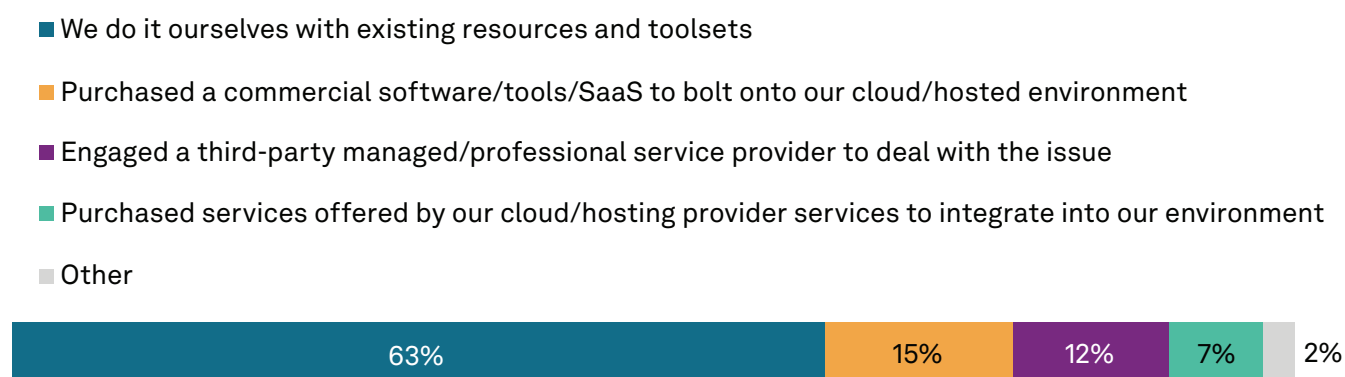 We do it ourselves with existing resources and toolsets
Purchased a commercial software/tools/SaaS to bolt onto our cloud/hosted environment
Engaged a third-party managed/professional service provider to deal with the issue
Purchased services offered by our cloud/hosting provider services to integrate into our environment
Other
63% 15% 12% 7% 2%